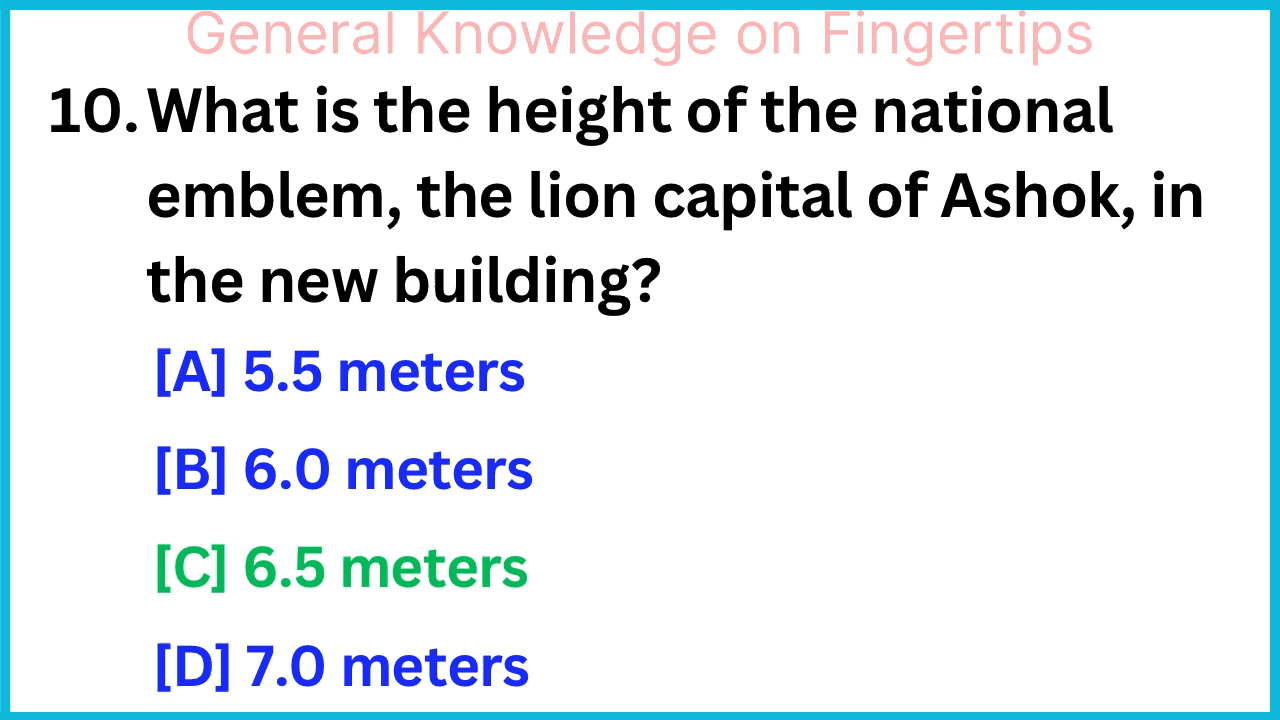 General Knowledge on Fingertips
10. What is the height of the national
emblem, the lion capital of Ashok, in
the new building?
[A] 5.5 meters
[B] 6.0 meters
[C] 6.5 meters
[D] 7.0 meters